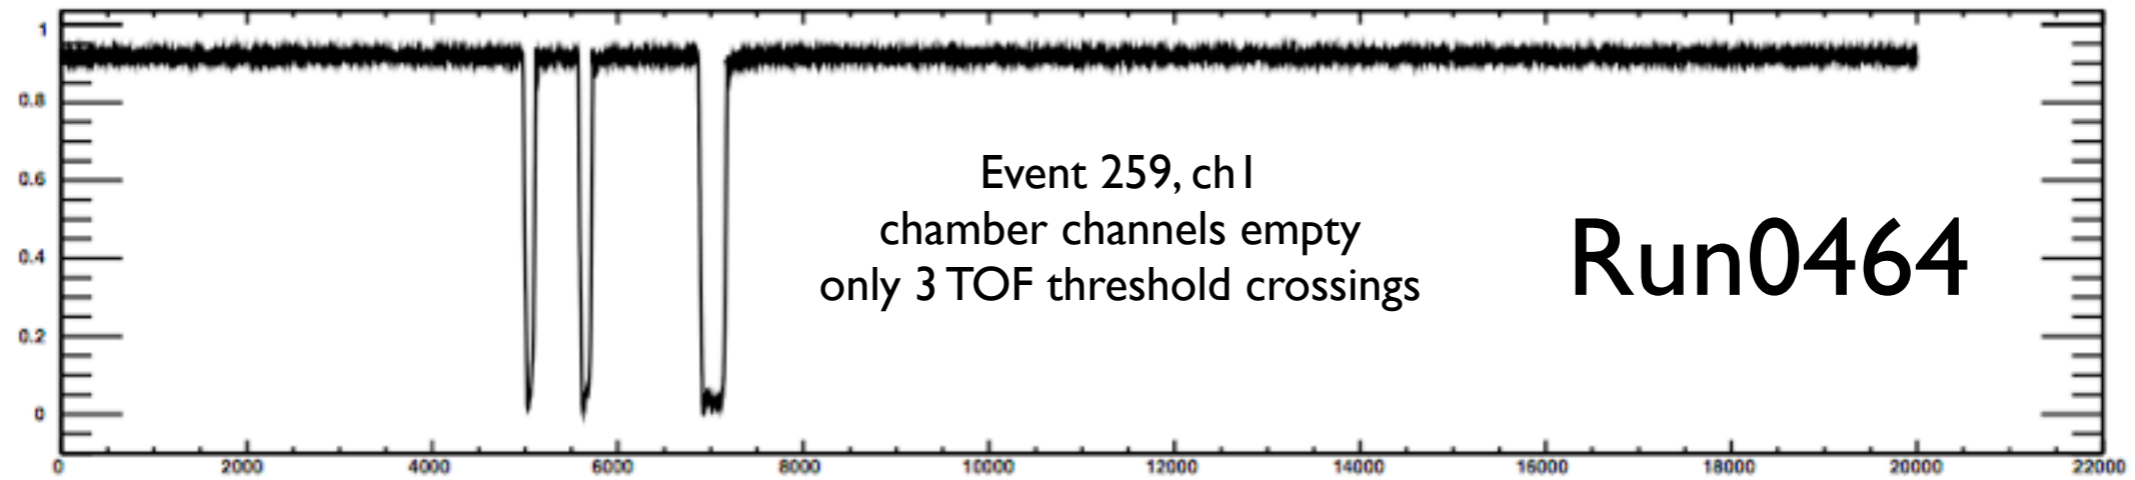 1
0.8
0.6
0.4
0.2
0
Event 259, ch1
chamber channels empty
only 3 TOF threshold crossings
Run0464
0 2000 4000 6000 8000 10000 12000 14000 16000 18000 20000 22000